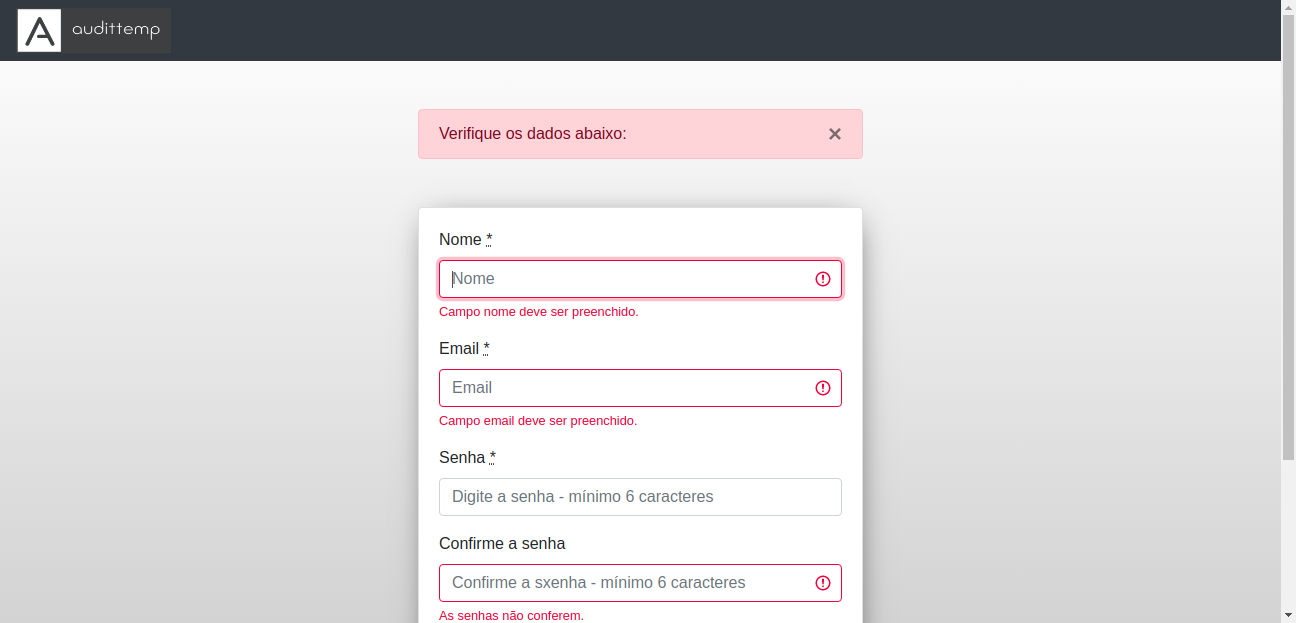 A audittemp
Verifique os dados abaixo: ×
Nome *
Nome
Campo nome deve ser preenchido.
Email *
Email
Campo email deve ser preenchido.
Senha *
Digite a senha - mínimo 6 caracteres
Confirme a senha
Confirme a sxenha - mínimo 6 caracteres
As senhas não conferem.